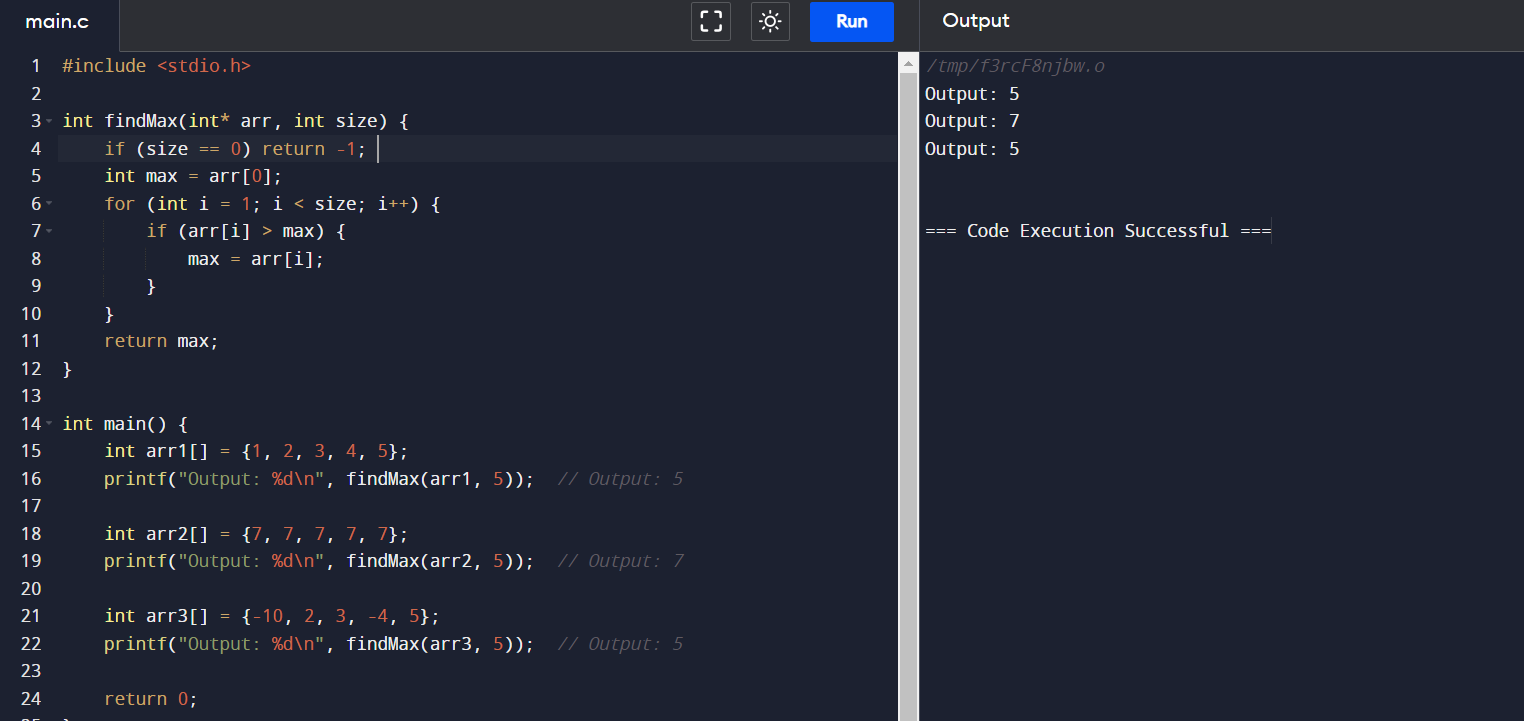 main.c
Run
Output
1 #include <stdio.h>
2
3 int findMax(int* arr, int size) {
4     if (size == 0) return -1;
5     int max = arr[0];
6     for (int i = 1; i < size; i++) {
7         if (arr[i] > max) {
8             max = arr[i];
9         }
10     }
11     return max;
12 }
13
14 int main() {
15     int arr1[] = {1, 2, 3, 4, 5};
16     printf("Output: %d\n", findMax(arr1, 5));  // Output: 5
17
18     int arr2[] = {7, 7, 7, 7, 7};
19     printf("Output: %d\n", findMax(arr2, 5));  // Output: 7
20
21     int arr3[] = {-10, 2, 3, -4, 5};
22     printf("Output: %d\n", findMax(arr3, 5));  // Output: 5
23
24     return 0;
/tmp/f3rcF8njbw.o
Output: 5
Output: 7
Output: 5
=== Code Execution Successful ===